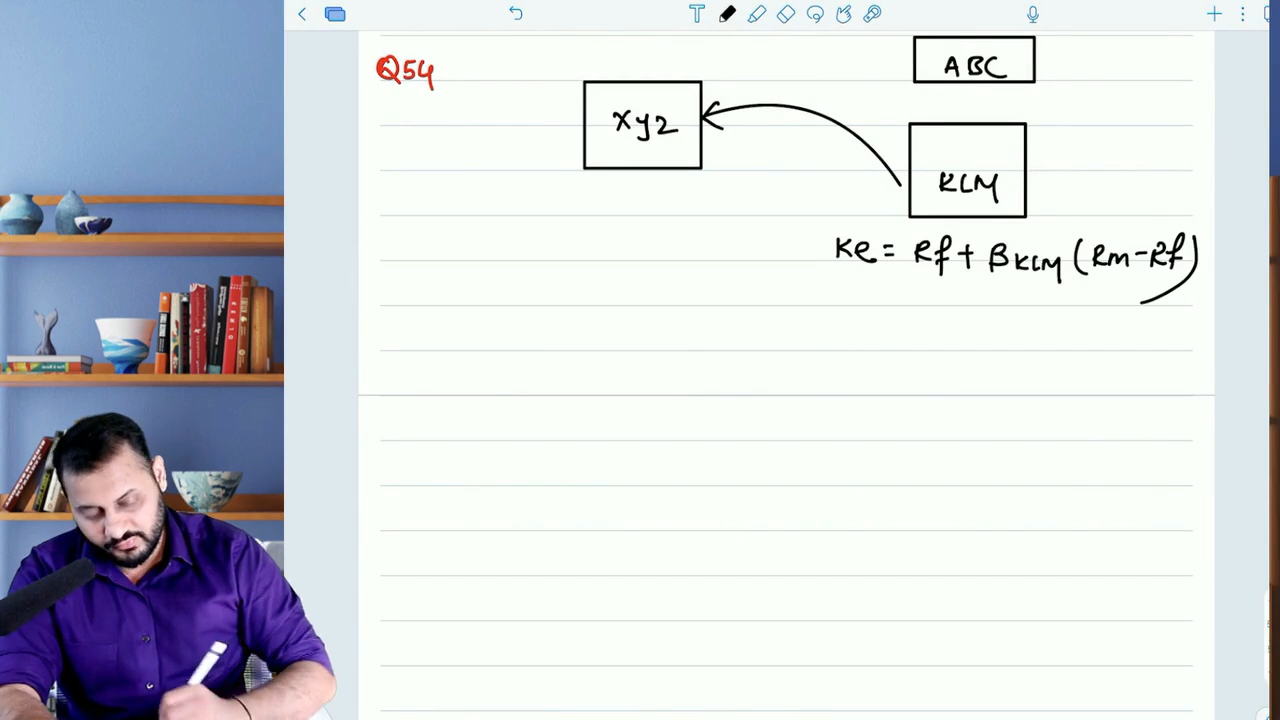 Q54
ABC
xyz
KLM
Ke = Rf + βKLM (Rm - Rf)